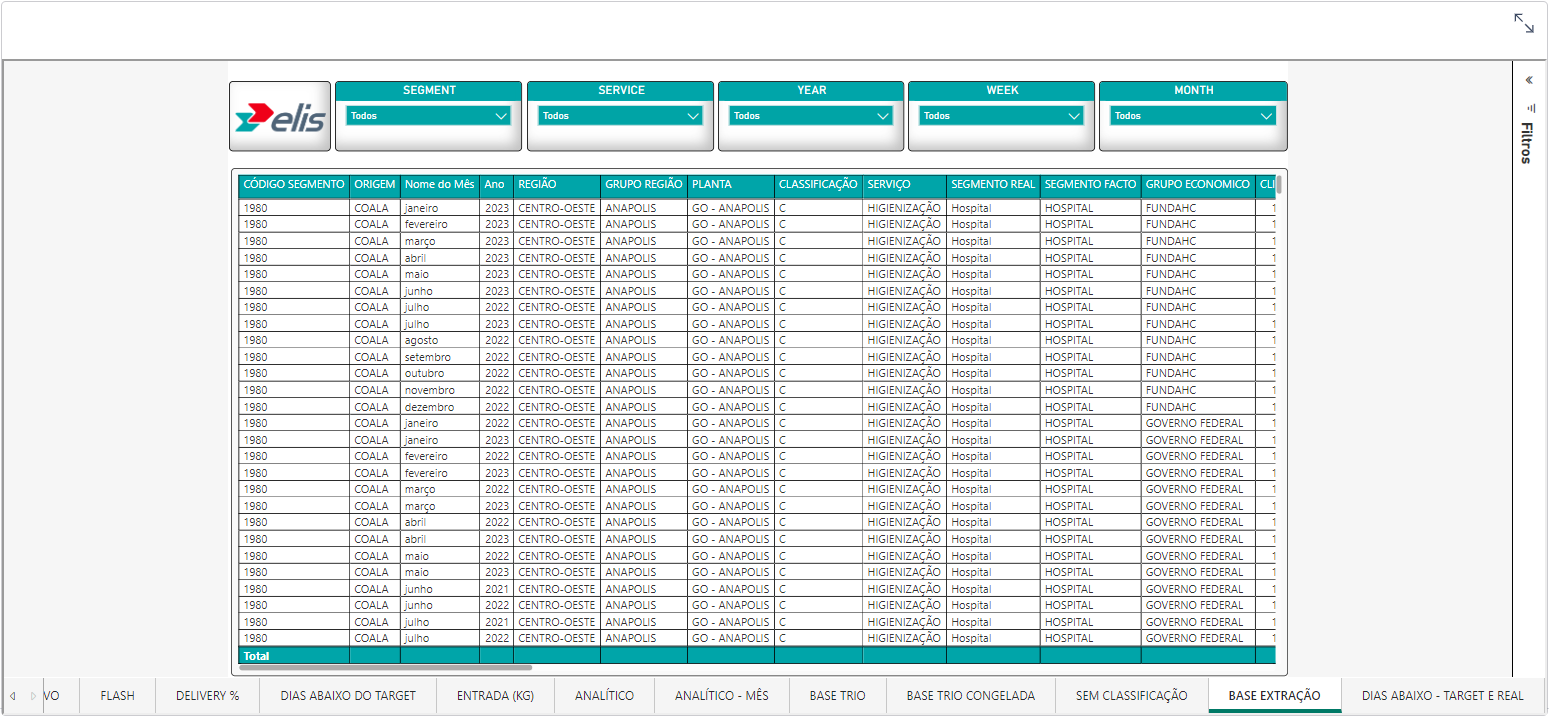 SEGMENT SERVICE YEAR WEEK MONTH
elis Todos Todos Todos Todos Todos
Filtros
CÓDIGO SEGMENTO ORIGEM Nome do Mês Ano REGIÃO GRUPO REGIÃO PLANTA CLASSIFICAÇÃO SERVIÇO SEGMENTO REAL SEGMENTO FACTO GRUPO ECONOMICO CLI
1980 COALA janeiro 2023 CENTRO-OESTE ANAPOLIS GO - ANAPOLIS C HIGIENIZAÇÃO Hospital HOSPITAL FUNDAHC 1
1980 COALA fevereiro 2023 CENTRO-OESTE ANAPOLIS GO - ANAPOLIS C HIGIENIZAÇÃO Hospital HOSPITAL FUNDAHC 1
1980 COALA março 2023 CENTRO-OESTE ANAPOLIS GO - ANAPOLIS C HIGIENIZAÇÃO Hospital HOSPITAL FUNDAHC 1
1980 COALA abril 2023 CENTRO-OESTE ANAPOLIS GO - ANAPOLIS C HIGIENIZAÇÃO Hospital HOSPITAL FUNDAHC 1
1980 COALA maio 2023 CENTRO-OESTE ANAPOLIS GO - ANAPOLIS C HIGIENIZAÇÃO Hospital HOSPITAL FUNDAHC 1
1980 COALA junho 2023 CENTRO-OESTE ANAPOLIS GO - ANAPOLIS C HIGIENIZAÇÃO Hospital HOSPITAL FUNDAHC 1
1980 COALA julho 2022 CENTRO-OESTE ANAPOLIS GO - ANAPOLIS C HIGIENIZAÇÃO Hospital HOSPITAL FUNDAHC 1
1980 COALA julho 2023 CENTRO-OESTE ANAPOLIS GO - ANAPOLIS C HIGIENIZAÇÃO Hospital HOSPITAL FUNDAHC 1
1980 COALA agosto 2022 CENTRO-OESTE ANAPOLIS GO - ANAPOLIS C HIGIENIZAÇÃO Hospital HOSPITAL FUNDAHC 1
1980 COALA setembro 2022 CENTRO-OESTE ANAPOLIS GO - ANAPOLIS C HIGIENIZAÇÃO Hospital HOSPITAL FUNDAHC 1
1980 COALA outubro 2022 CENTRO-OESTE ANAPOLIS GO - ANAPOLIS C HIGIENIZAÇÃO Hospital HOSPITAL FUNDAHC 1
1980 COALA novembro 2022 CENTRO-OESTE ANAPOLIS GO - ANAPOLIS C HIGIENIZAÇÃO Hospital HOSPITAL FUNDAHC 1
1980 COALA dezembro 2022 CENTRO-OESTE ANAPOLIS GO - ANAPOLIS C HIGIENIZAÇÃO Hospital HOSPITAL FUNDAHC 1
1980 COALA janeiro 2022 CENTRO-OESTE ANAPOLIS GO - ANAPOLIS C HIGIENIZAÇÃO Hospital HOSPITAL GOVERNO FEDERAL 1
1980 COALA janeiro 2023 CENTRO-OESTE ANAPOLIS GO - ANAPOLIS C HIGIENIZAÇÃO Hospital HOSPITAL GOVERNO FEDERAL 1
1980 COALA fevereiro 2022 CENTRO-OESTE ANAPOLIS GO - ANAPOLIS C HIGIENIZAÇÃO Hospital HOSPITAL GOVERNO FEDERAL 1
1980 COALA fevereiro 2023 CENTRO-OESTE ANAPOLIS GO - ANAPOLIS C HIGIENIZAÇÃO Hospital HOSPITAL GOVERNO FEDERAL 1
1980 COALA março 2022 CENTRO-OESTE ANAPOLIS GO - ANAPOLIS C HIGIENIZAÇÃO Hospital HOSPITAL GOVERNO FEDERAL 1
1980 COALA março 2023 CENTRO-OESTE ANAPOLIS GO - ANAPOLIS C HIGIENIZAÇÃO Hospital HOSPITAL GOVERNO FEDERAL 1
1980 COALA abril 2022 CENTRO-OESTE ANAPOLIS GO - ANAPOLIS C HIGIENIZAÇÃO Hospital HOSPITAL GOVERNO FEDERAL 1
1980 COALA abril 2023 CENTRO-OESTE ANAPOLIS GO - ANAPOLIS C HIGIENIZAÇÃO Hospital HOSPITAL GOVERNO FEDERAL 1
1980 COALA maio 2022 CENTRO-OESTE ANAPOLIS GO - ANAPOLIS C HIGIENIZAÇÃO Hospital HOSPITAL GOVERNO FEDERAL 1
1980 COALA maio 2023 CENTRO-OESTE ANAPOLIS GO - ANAPOLIS C HIGIENIZAÇÃO Hospital HOSPITAL GOVERNO FEDERAL 1
1980 COALA junho 2021 CENTRO-OESTE ANAPOLIS GO - ANAPOLIS C HIGIENIZAÇÃO Hospital HOSPITAL GOVERNO FEDERAL 1
1980 COALA junho 2022 CENTRO-OESTE ANAPOLIS GO - ANAPOLIS C HIGIENIZAÇÃO Hospital HOSPITAL GOVERNO FEDERAL 1
1980 COALA julho 2021 CENTRO-OESTE ANAPOLIS GO - ANAPOLIS C HIGIENIZAÇÃO Hospital HOSPITAL GOVERNO FEDERAL 1
1980 COALA julho 2022 CENTRO-OESTE ANAPOLIS GO - ANAPOLIS C HIGIENIZAÇÃO Hospital HOSPITAL GOVERNO FEDERAL 1
Total
VO FLASH DELIVERY % DIAS ABAIXO DO TARGET ENTRADA (KG) ANALÍTICO ANALÍTICO - MÊS BASE TRIO BASE TRIO CONGELADA SEM CLASSIFICAÇÃO BASE EXTRAÇÃO DIAS ABAIXO - TARGET E REAL